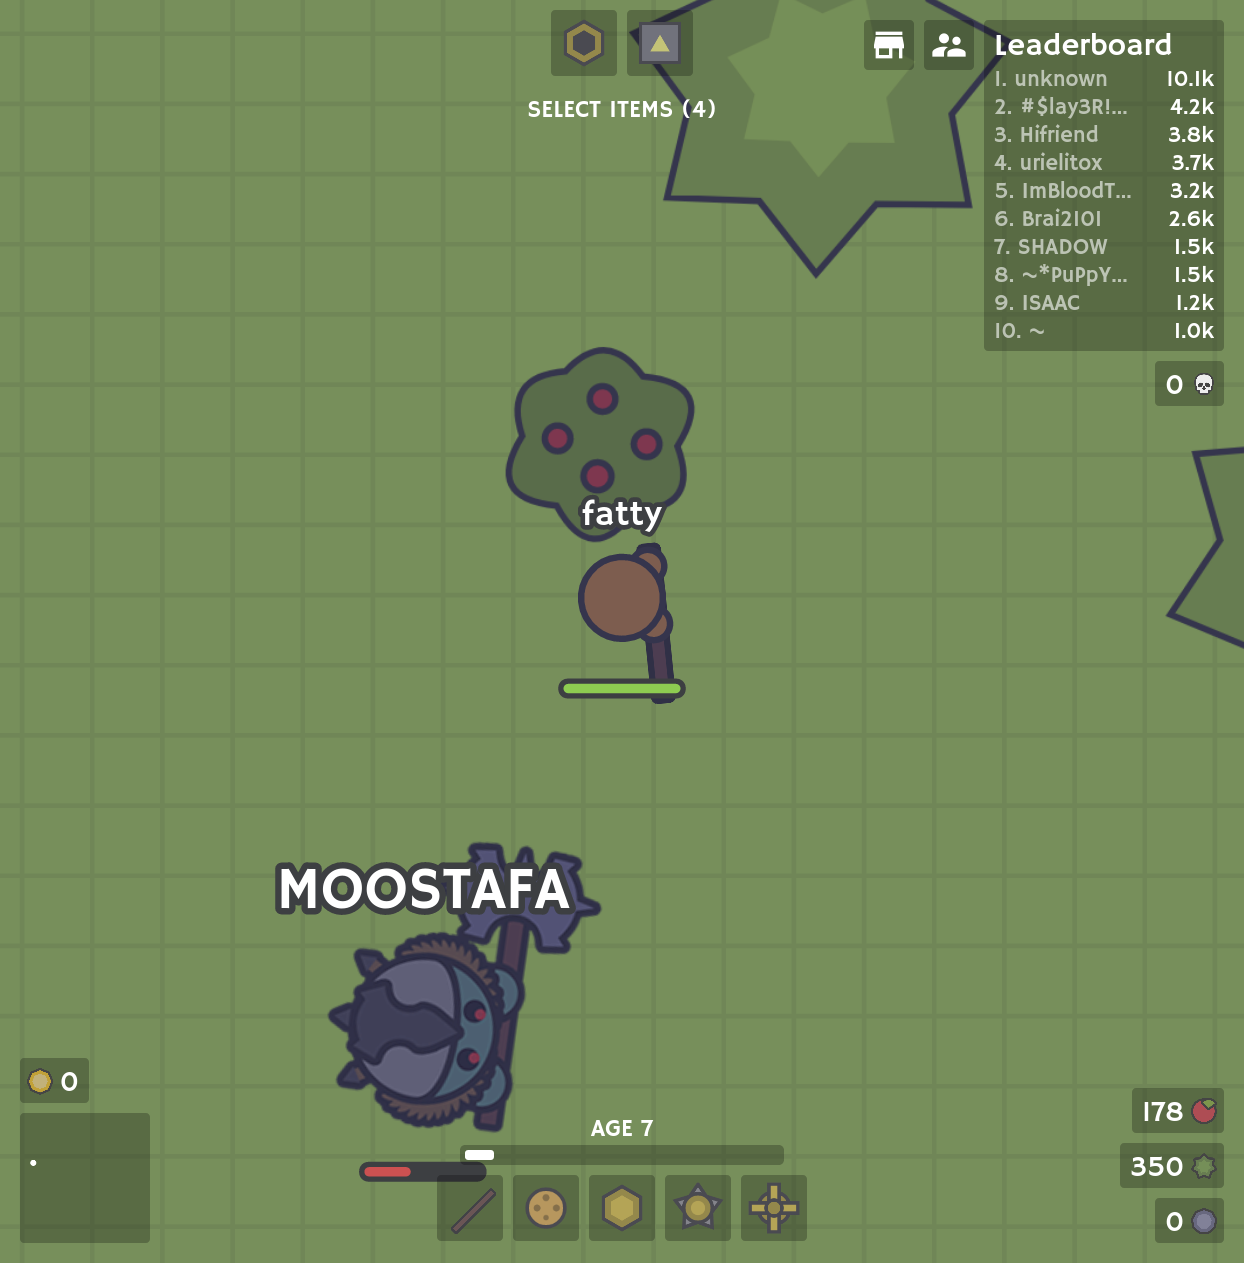 SELECT ITEMS (4)
Leaderboard
1. unknown 10.1k
2. #$lay3R!... 4.2k
3. Hifriend 3.8k
4. urielitox 3.7k
5. ImBloodT... 3.2k
6. Brai2101 2.6k
7. SHADOW 1.5k
8. ~*PuPpY... 1.5k
9. ISAAC 1.2k
10. ~ 1.0k
0
fatty
MOOSTAFA
0
AGE 7
178
350
0